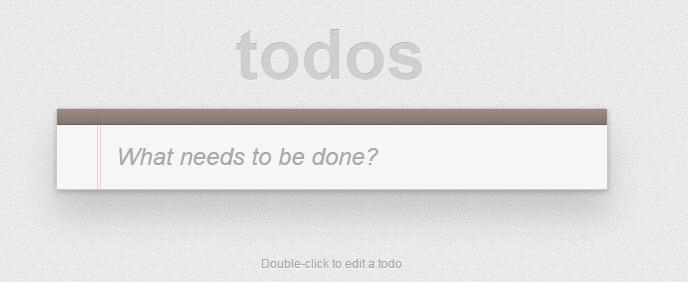 todos
What needs to be done?
Double-click to edit a todo